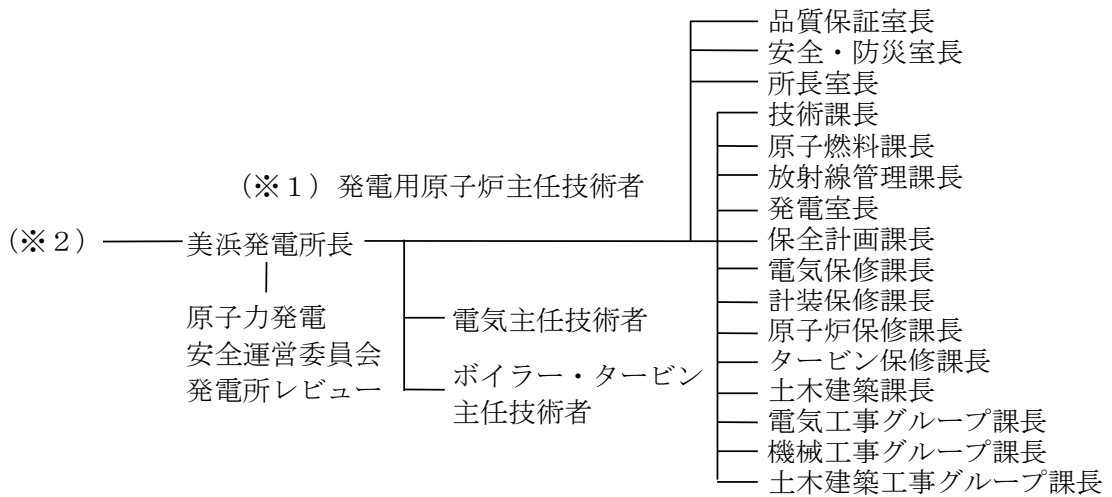 品質保証室長
安全・防災室長
所長室長
技術課長
原子燃料課長
(※1)発電用原子炉主任技術者
放射線管理課長
発電室長
(※2)
美浜発電所長
保全計画課長
電気保修課長
計装保修課長
原子力発電
安全運営委員会
発電所レビュー
電気主任技術者
ボイラー・タービン
主任技術者
原子炉保修課長
タービン保修課長
土木建築課長
電気工事グループ課長
機械工事グループ課長
土木建築工事グループ課長